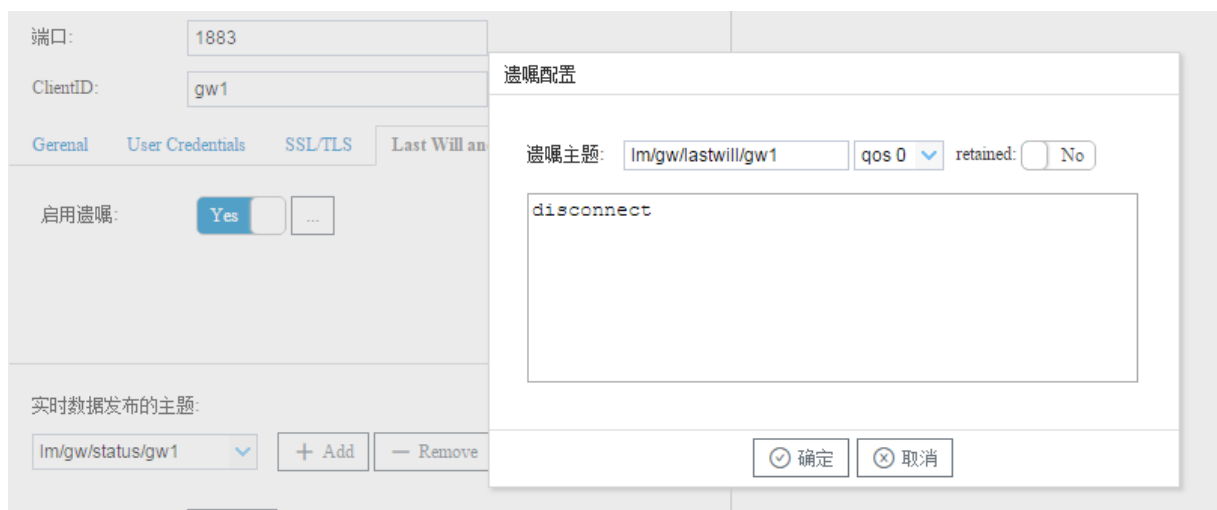 端口:
1883
ClientID:
gw1
Gerenal User Credentials SSL/TLS Last Will an
启用遗嘱:
Yes ...
实时数据发布的主题:
lm/gw/status/gw1 + Add — Remove
遗嘱配置
遗嘱主题: lm/gw/lastwill/gw1 qos 0 retained: No
disconnect
确定 取消